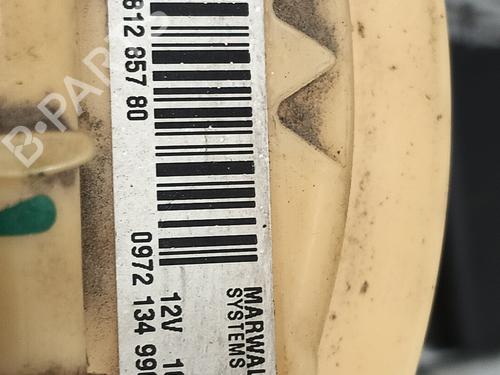 812 857 80
0972 134 99
MARWAL
SYSTEMS
12V
B-PARTS